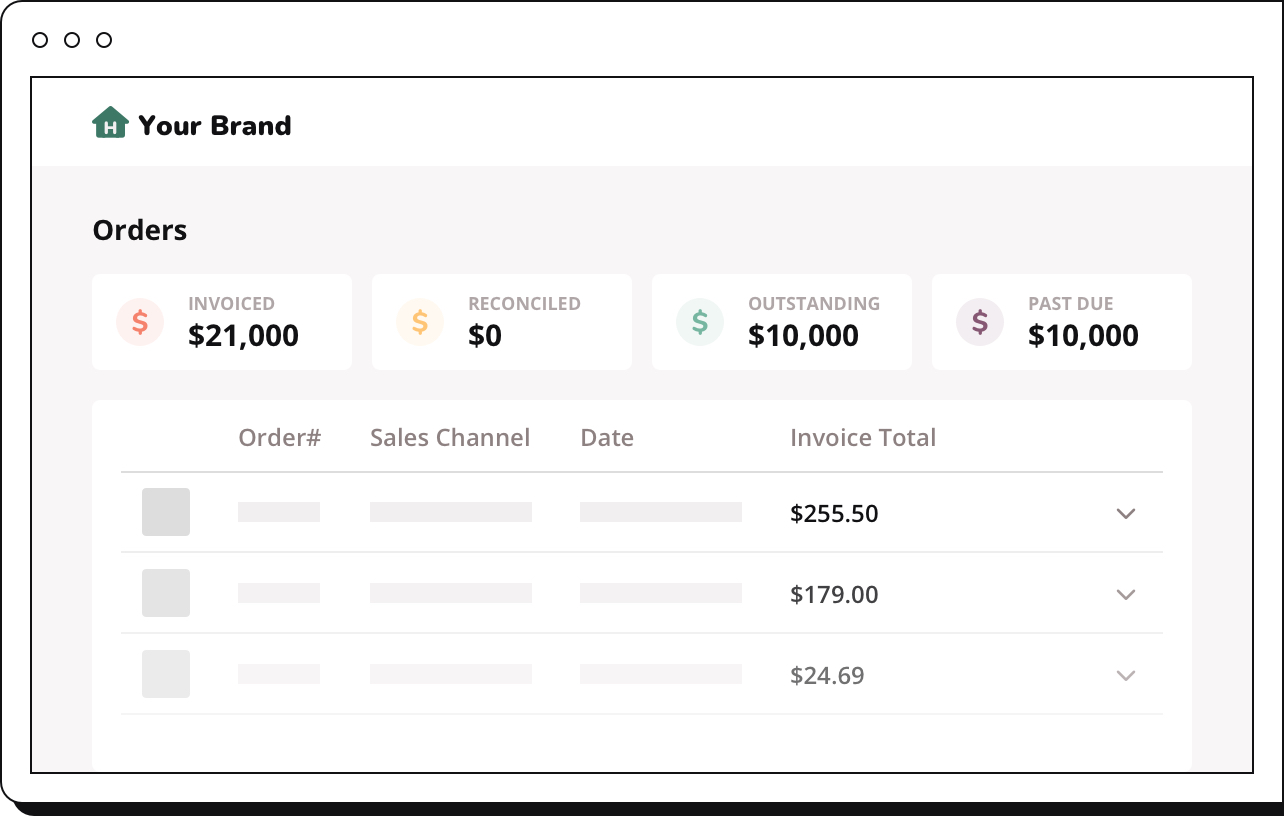 H Your Brand
Orders
INVOICED RECONCILED OUTSTANDING PAST DUE
$ $21,000 $ $0 $ $10,000 $ $10,000
Order# Sales Channel Date Invoice Total
$255.50
$179.00
$24.69